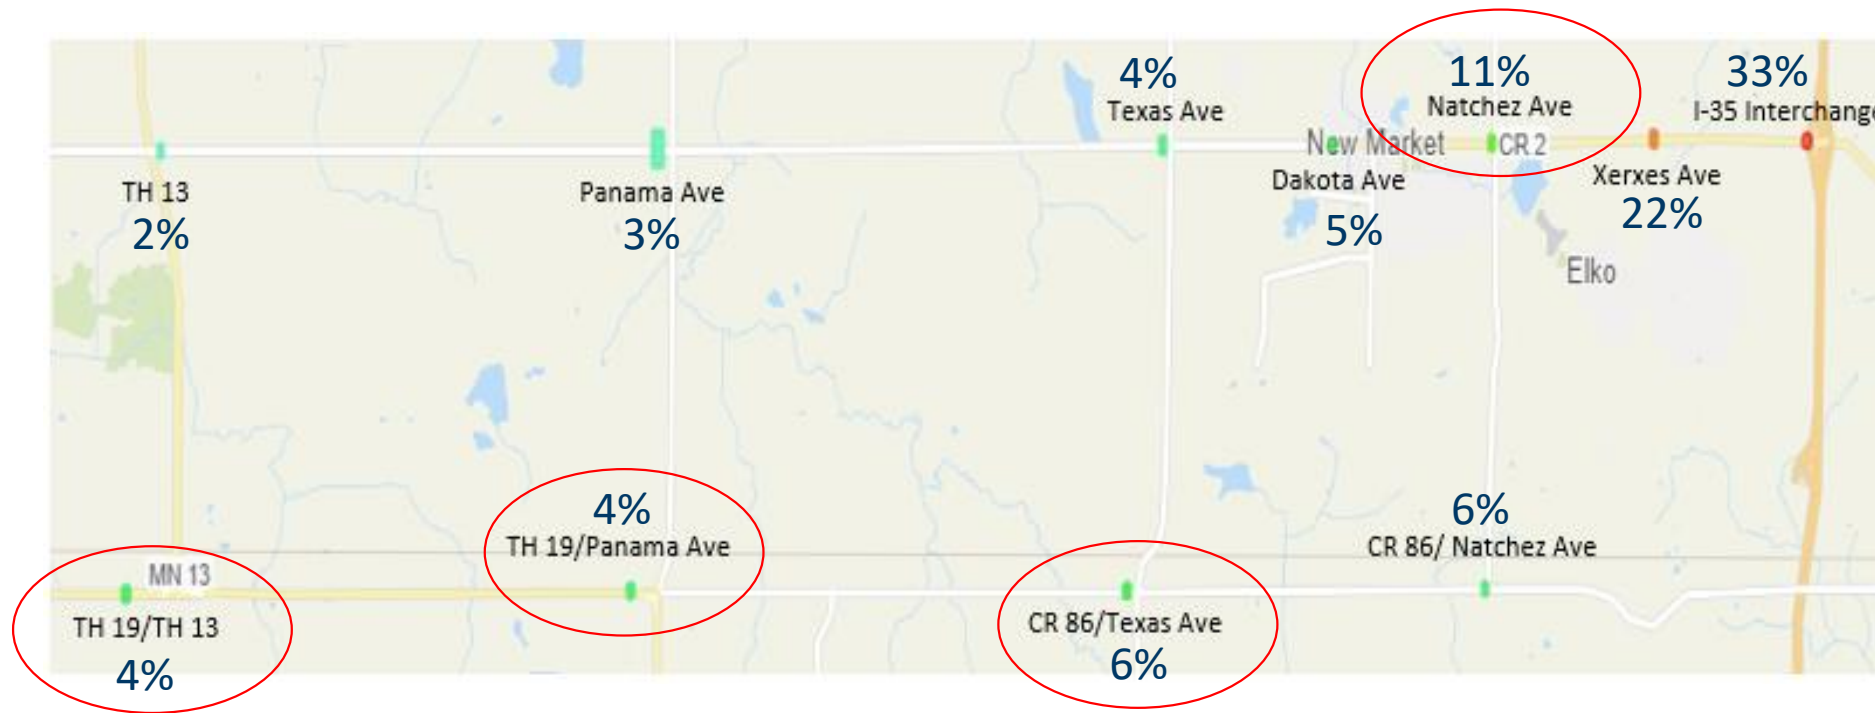 4%
Texas Ave
11%
Natchez Ave
33%
I-35 Interchange
New Market
CR 2
TH 13
2%
Panama Ave
3%
Dakota Ave
5%
Xerxes Ave
22%
Elko
4%
TH 19/Panama Ave
6%
CR 86/ Natchez Ave
MN 13
TH 19/TH 13
4%
CR 86/Texas Ave
6%